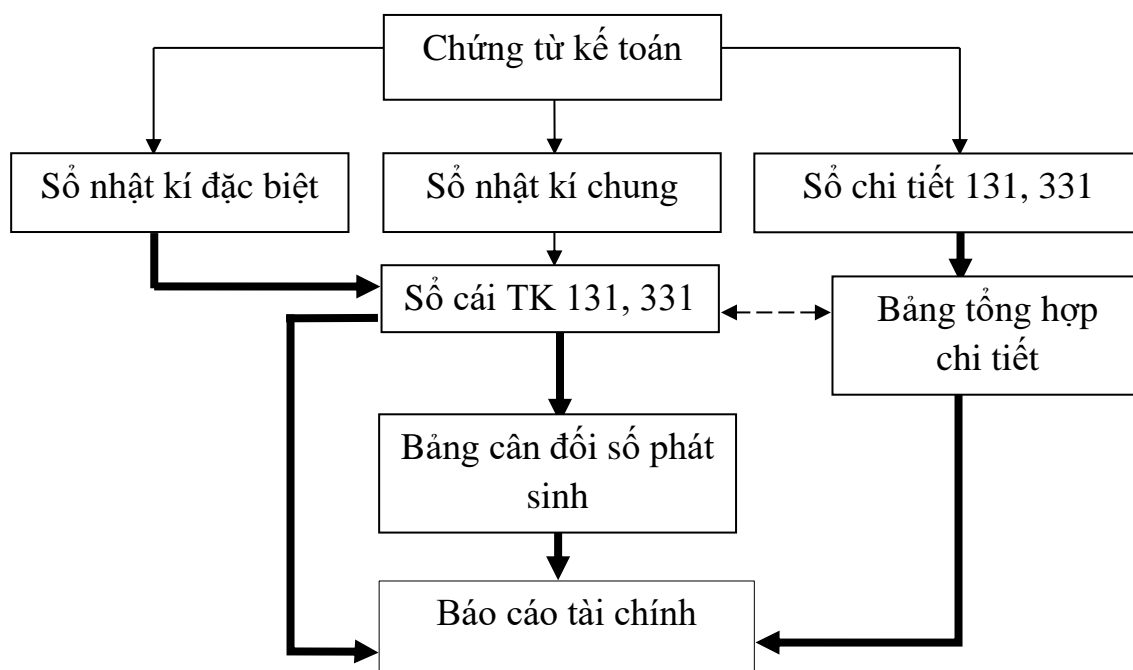 Chứng từ kế toán
Sổ nhật kí đặc biệt
Sổ nhật kí chung
Sổ chi tiết 131, 331
Sổ cái TK 131, 331
Bảng tổng hợp
chi tiết
Bảng cân đối số phát
sinh
Báo cáo tài chính